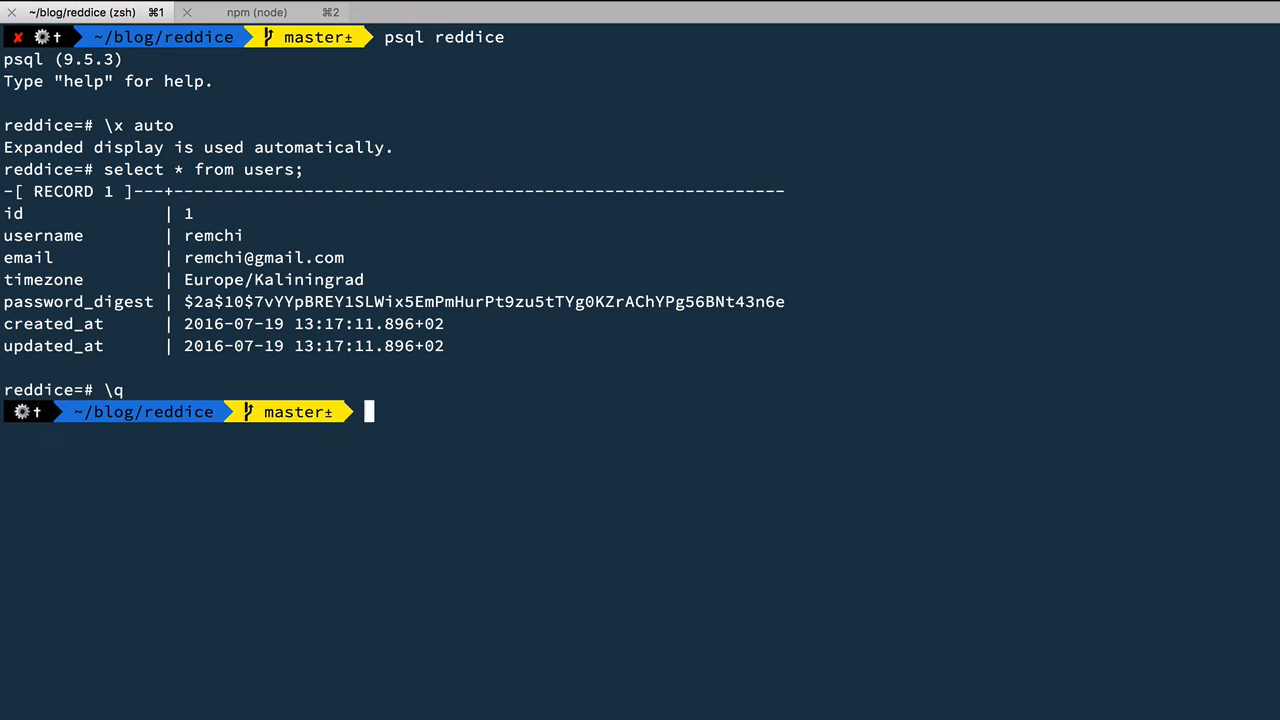 ~/blog/reddice (zsh) ⌘1 npm (node) ⌘2
✘ ⚙ † ~/blog/reddice master± psql reddice
psql (9.5.3)
Type "help" for help.
reddice=# \x auto
Expanded display is used automatically.
reddice=# select * from users;
-[ RECORD 1 ]---+-------------------------------------------------------------
id | 1
username | remchi
email | remchi@gmail.com
timezone | Europe/Kaliningrad
password_digest | $2a$10$7vYYpBREY1SLWix5EmPmHurPt9zu5tTYg0KZrAChYPg56BNt43n6e
created_at | 2016-07-19 13:17:11.896+02
updated_at | 2016-07-19 13:17:11.896+02
reddice=# \q
⚙ † ~/blog/reddice master±